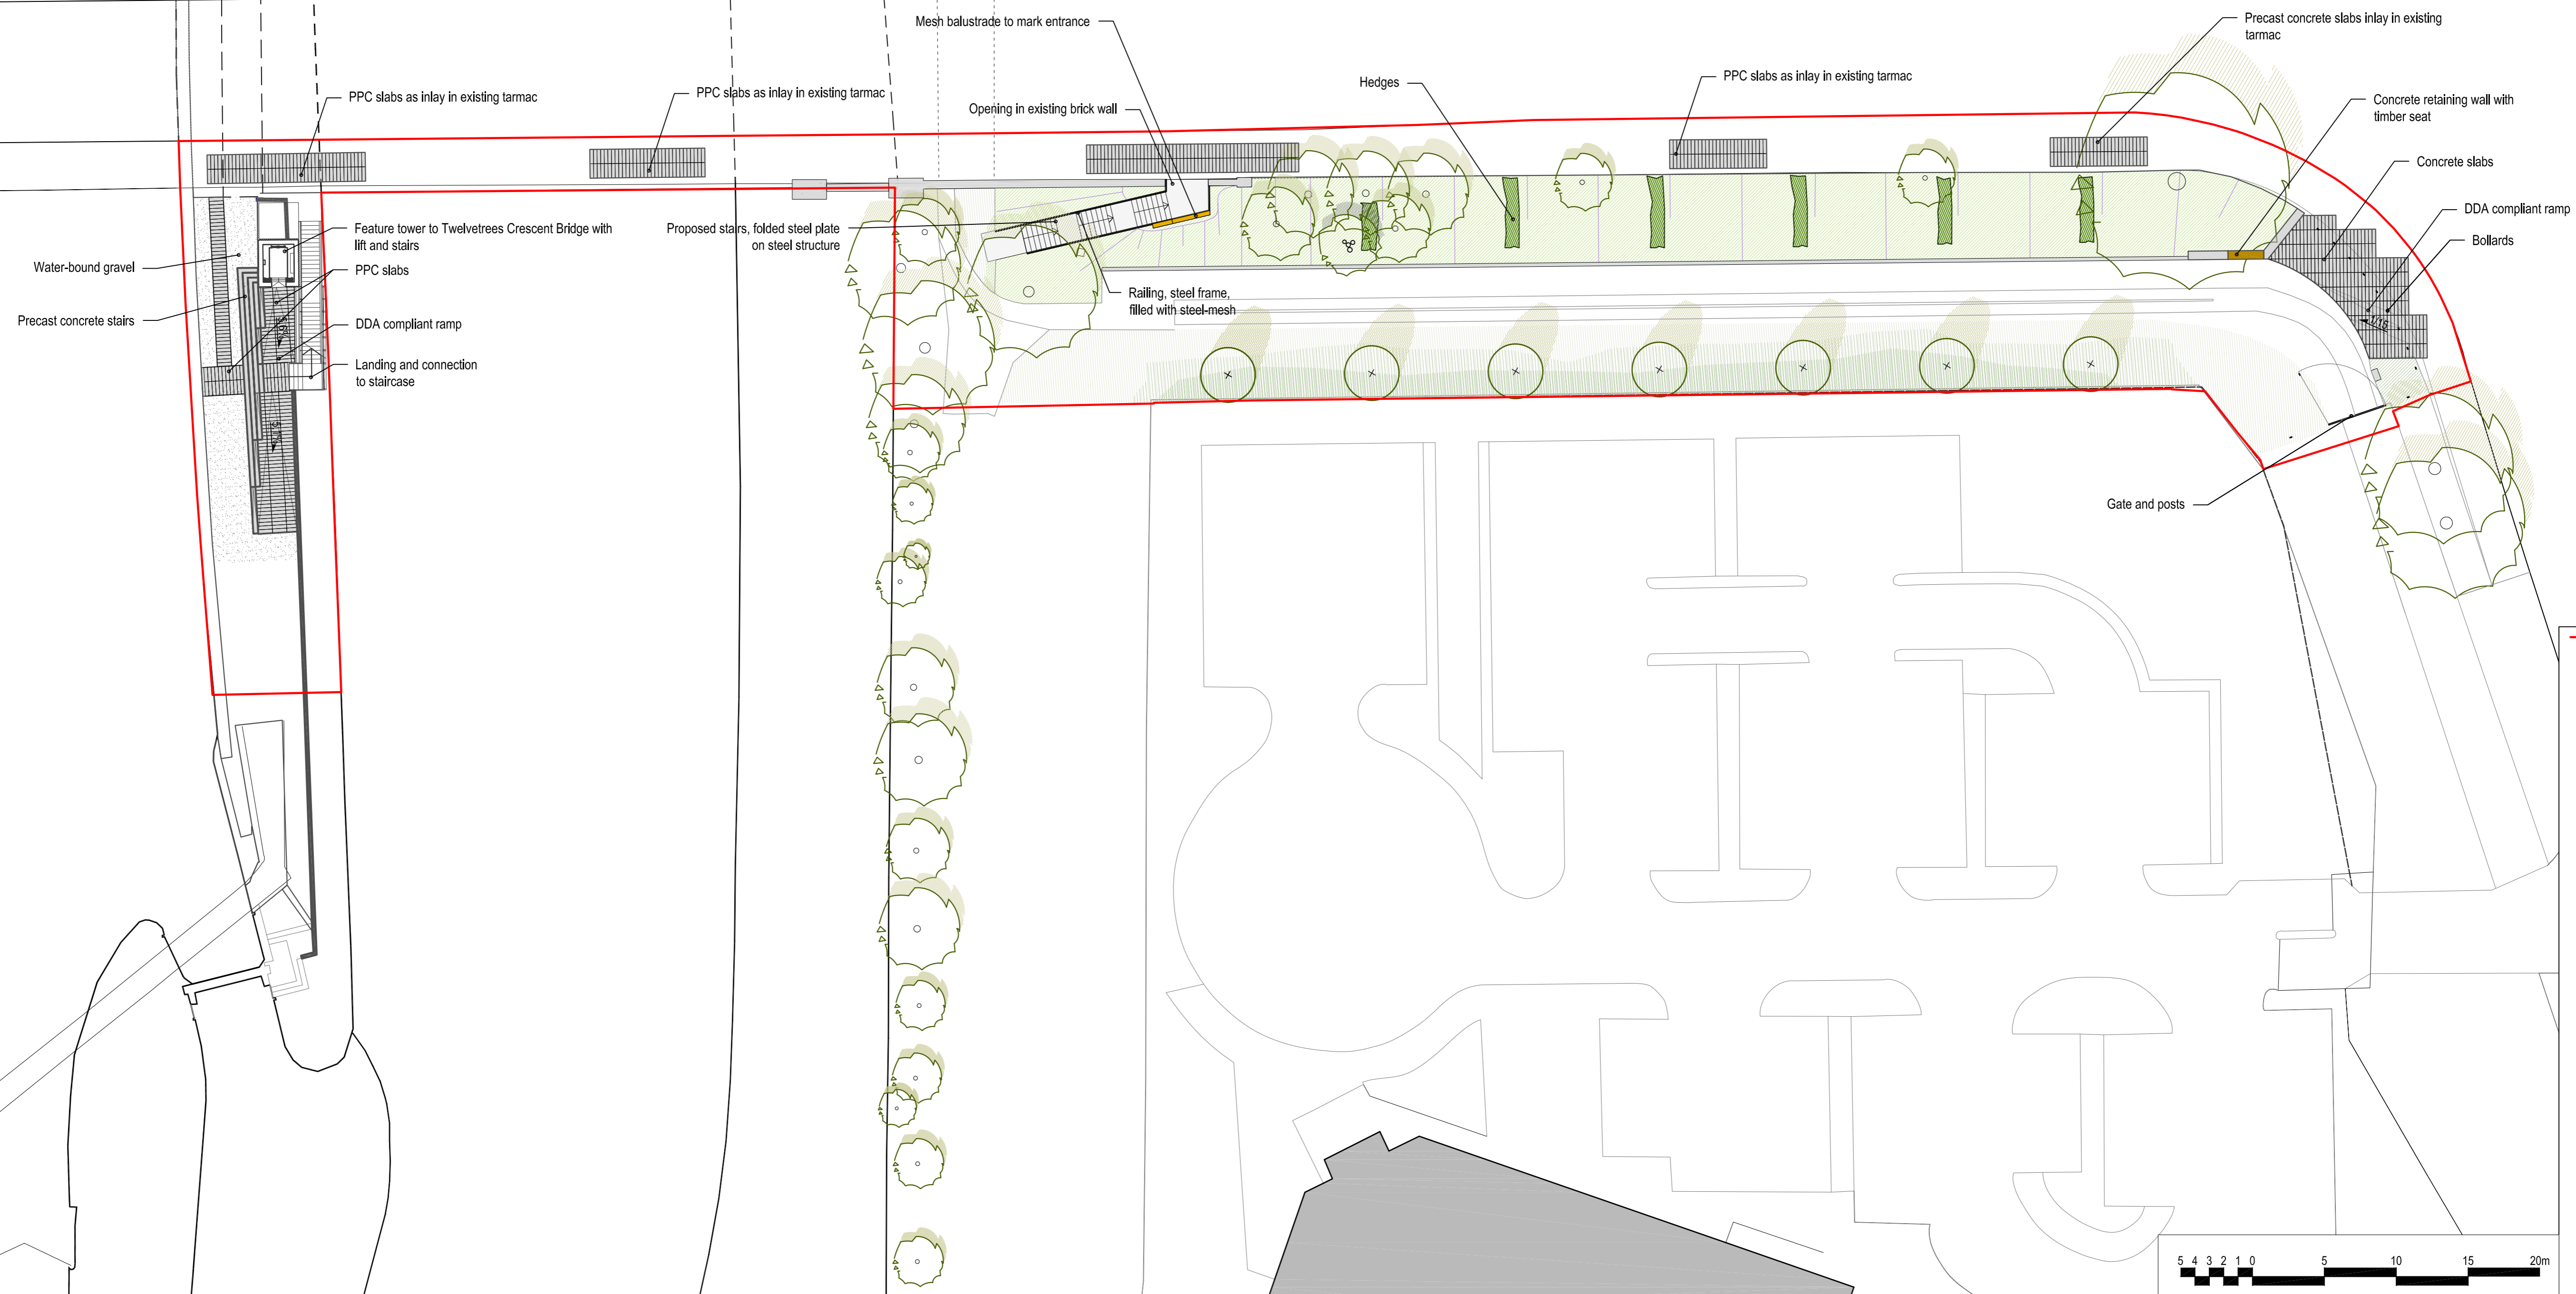 Mesh balustrade to mark entrance
Precast concrete slabs inlay in existing
tarmac
PPC slabs as inlay in existing tarmac
PPC slabs as inlay in existing tarmac
Opening in existing brick wall
Hedges
PPC slabs as inlay in existing tarmac
Concrete retaining wall with
timber seat
Concrete slabs
DDA compliant ramp
Bollards
Feature tower to Twelvetrees Crescent Bridge with
lift and stairs
Proposed stairs, folded steel plate
on steel structure
Water-bound gravel
PPC slabs
Railing, steel frame,
filled with steel-mesh
Precast concrete stairs
DDA compliant ramp
1/15
Landing and connection
to staircase
Gate and posts
5 4 3 2 1 0 5 10 15 20m